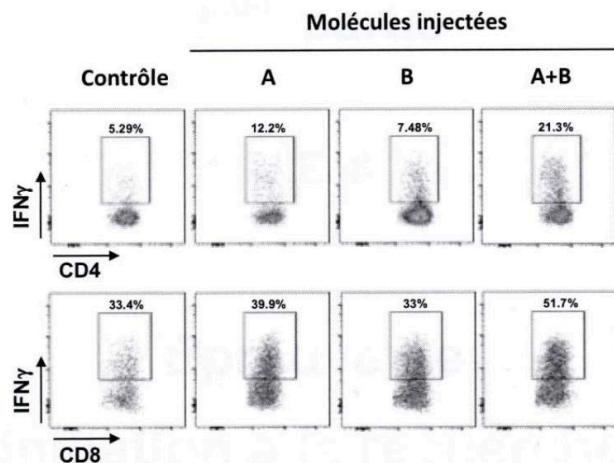 Molécules injectées
Contrôle A B A+B
5.29% 12.2% 7.48% 21.3%
IFNγ
CD4
33.4% 39.9% 33% 51.7%
IFNγ
CD8